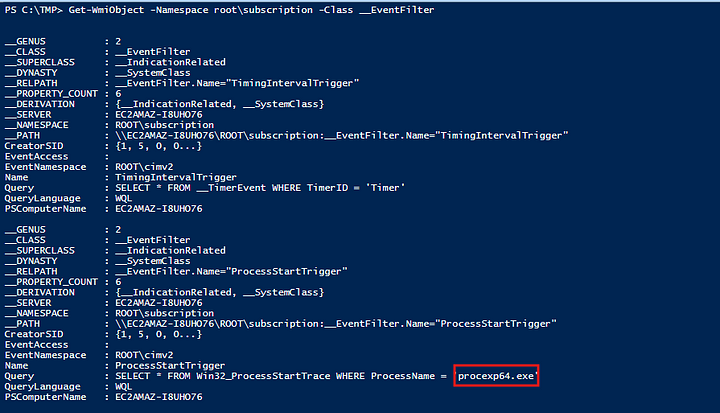 PS C:\TMP> Get-WmiObject -Namespace root\subscription -Class __EventFilter
__GENUS : 2
__CLASS : __EventFilter
__SUPERCLASS : __IndicationRelated
__DYNASTY : __SystemClass
__RELPATH : __EventFilter.Name="TimingIntervalTrigger"
__PROPERTY_COUNT : 6
__DERIVATION : {__IndicationRelated, __SystemClass}
__SERVER : EC2AMAZ-I8UHO76
__NAMESPACE : ROOT\subscription
__PATH : \\EC2AMAZ-I8UHO76\ROOT\subscription:__EventFilter.Name="TimingIntervalTrigger"
CreatorSID : {1, 5, 0, 0...}
EventAccess :
EventNamespace : ROOT\cimv2
Name : TimingIntervalTrigger
Query : SELECT * FROM __TimerEvent WHERE TimerID = 'Timer'
QueryLanguage : WQL
PSComputerName : EC2AMAZ-I8UHO76
__GENUS : 2
__CLASS : __EventFilter
__SUPERCLASS : __IndicationRelated
__DYNASTY : __SystemClass
__RELPATH : __EventFilter.Name="ProcessStartTrigger"
__PROPERTY_COUNT : 6
__DERIVATION : {__IndicationRelated, __SystemClass}
__SERVER : EC2AMAZ-I8UHO76
__NAMESPACE : ROOT\subscription
__PATH : \\EC2AMAZ-I8UHO76\ROOT\subscription:__EventFilter.Name="ProcessStartTrigger"
CreatorSID : {1, 5, 0, 0...}
EventAccess :
EventNamespace : ROOT\cimv2
Name : ProcessStartTrigger
Query : SELECT * FROM Win32_ProcessStartTrace WHERE ProcessName = 'procexp64.exe'
QueryLanguage : WQL
PSComputerName : EC2AMAZ-I8UHO76